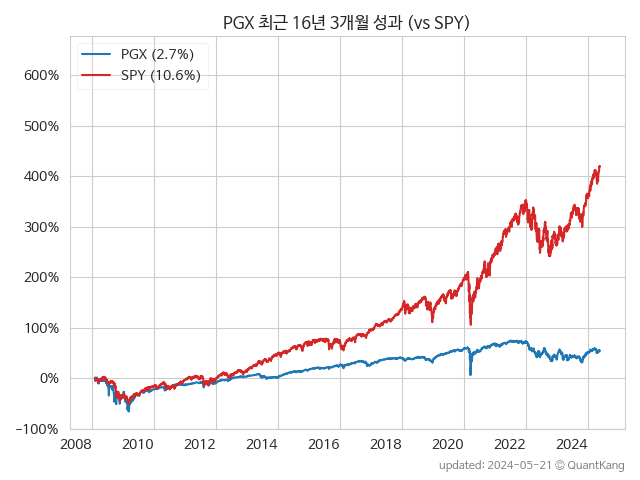 PGX 최근 16년 3개월 성과 (vs SPY)
PGX (2.7%)
SPY (10.6%)
600%
500%
400%
300%
200%
100%
0%
-100%
2008 2010 2012 2014 2016 2018 2020 2022 2024
updated: 2024-05-21 © QuantKang